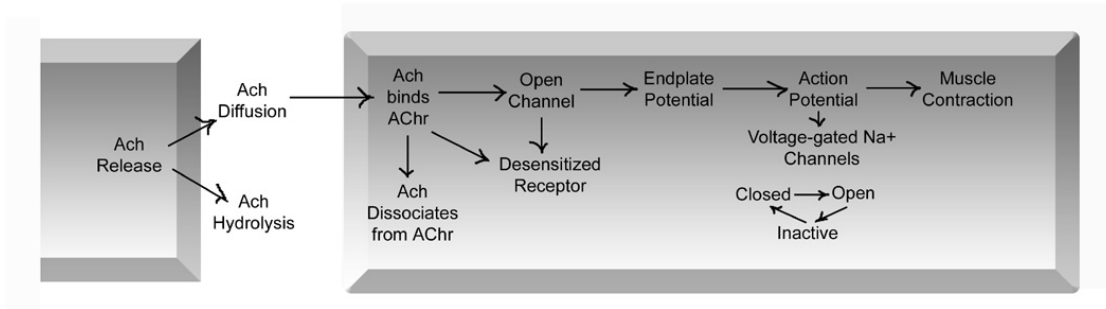 Ach
Release
Ach
Diffusion
Ach
Hydrolysis
Ach
binds
AChr
Ach
Dissociates
from AChr
Open
Channel
Desensitized
Receptor
Endplate
Potential
Action
Potential
Voltage-gated Na+
Channels
Closed
Open
Inactive
Muscle
Contraction